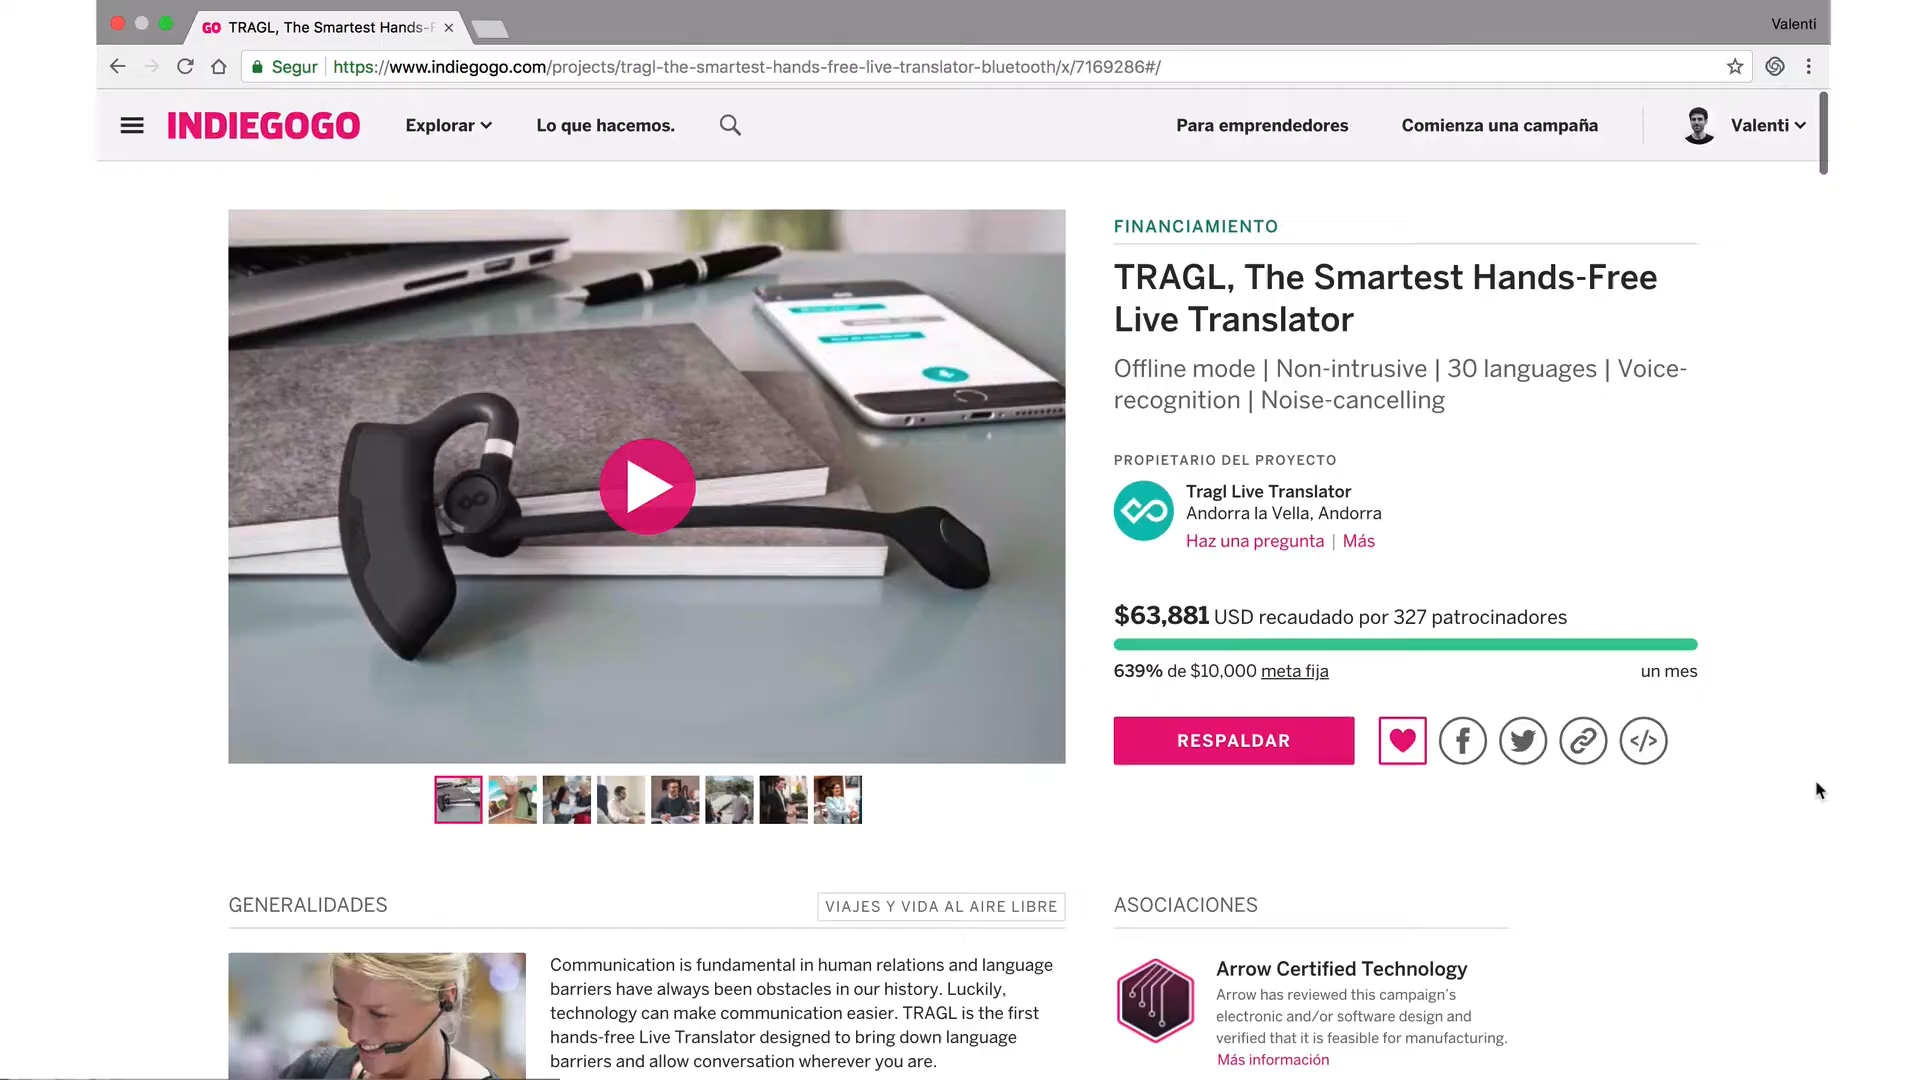 GO TRAGL, The Smartest Hands-F
Valentí
Segur https://www.indiegogo.com/projects/tragl-the-smartest-hands-free-live-translator-bluetooth/x/7169286#/
INDIEGOGO Explorar Lo que hacemos. Para emprendedores Comienza una campaña Valenti
FINANCIAMIENTO
TRAGL, The Smartest Hands-Free
Live Translator
Offline mode | Non-intrusive | 30 languages | Voice-
recognition | Noise-cancelling
PROPIETARIO DEL PROYECTO
Tragl Live Translator
Andorra la Vella, Andorra
Haz una pregunta | Más
$63,881 USD recaudado por 327 patrocinadores
639% de $10,000 meta fija un mes
RESPALDAR
GENERALIDADES VIAJES Y VIDA AL AIRE LIBRE
Communication is fundamental in human relations and language
barriers have always been obstacles in our history. Luckily,
technology can make communication easier. TRAGL is the first
hands-free Live Translator designed to bring down language
barriers and allow conversation wherever you are.
ASOCIACIONES
Arrow Certified Technology
Arrow has reviewed this campaign's
electronic and/or software design and
verified that it is feasible for manufacturing.
Más información